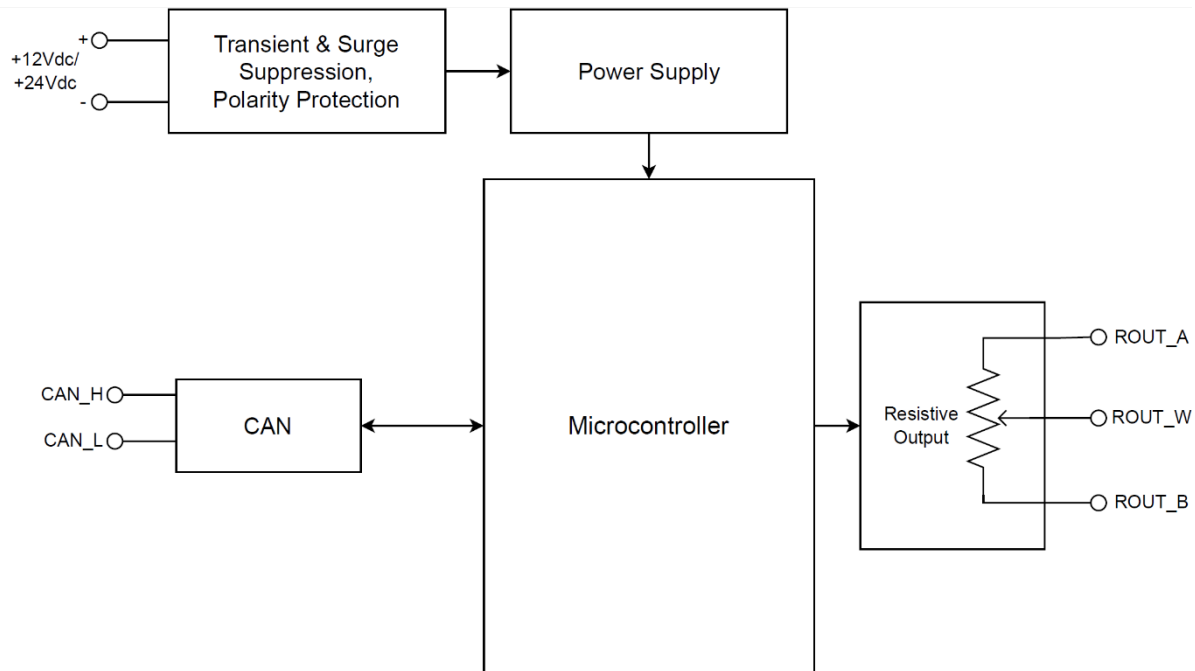 +
+12Vdc/
+24Vdc
-
Transient & Surge
Suppression,
Polarity Protection
Power Supply
CAN_H
CAN_L
CAN
Microcontroller
Resistive
Output
ROUT_A
ROUT_W
ROUT_B